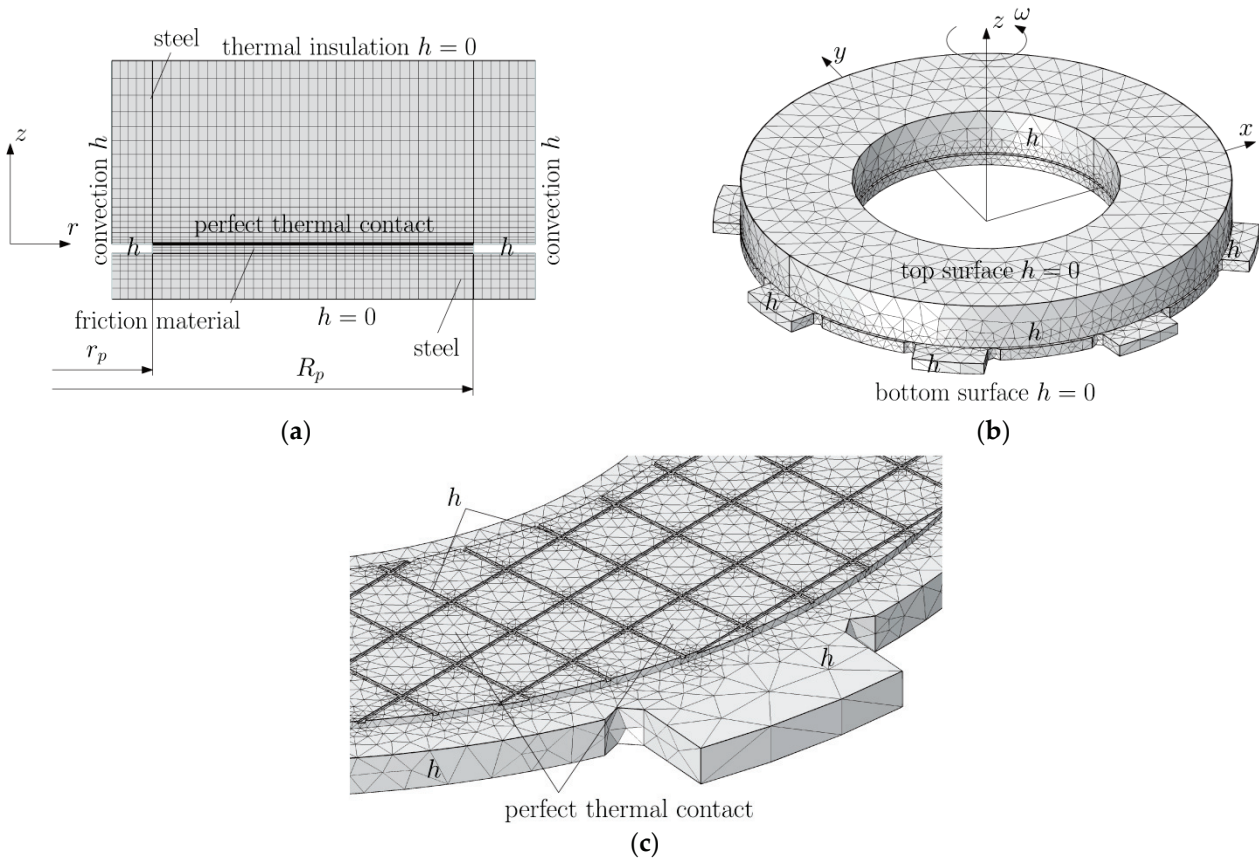 steel
thermal insulation h = 0
z
r
convection h
h
perfect thermal contact
h
convection h
friction material
h = 0
steel
r_p
R_p
(a)
z
ω
y
x
h
top surface h = 0
h
h
h
h
bottom surface h = 0
(b)
h
h
h
perfect thermal contact
(c)